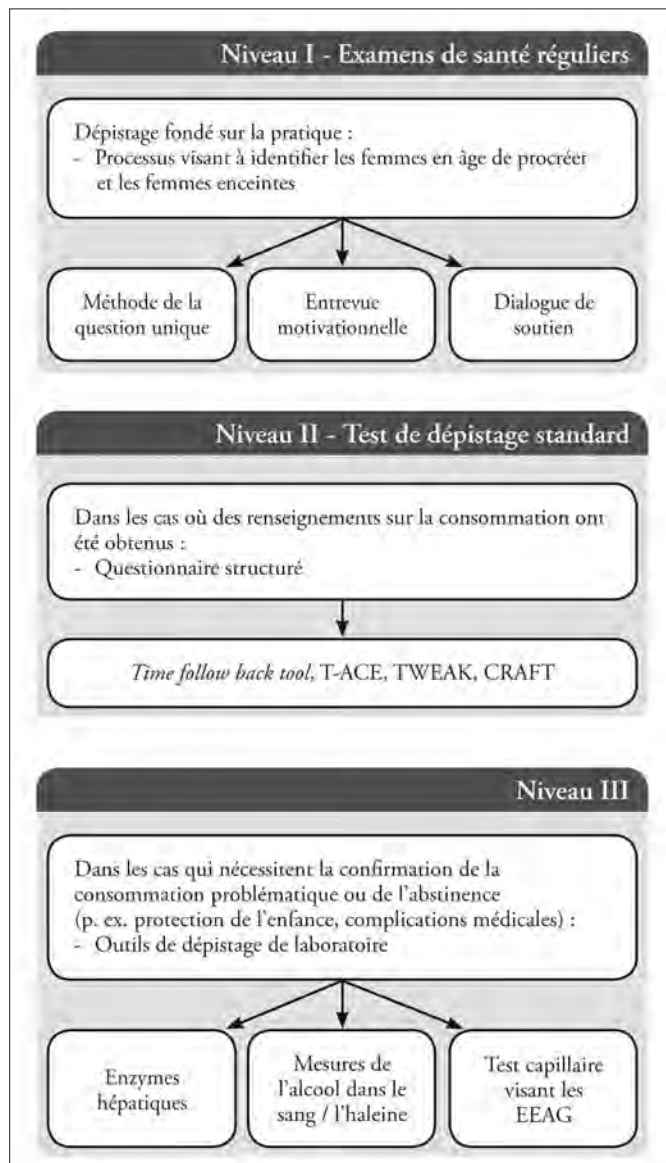 Niveau I - Examens de santé réguliers
Dépistage fondé sur la pratique :
- Processus visant à identifier les femmes en âge de procréer
et les femmes enceintes
Méthode de la
question unique
Entrevue
motivationnelle
Dialogue de
soutien
Niveau II - Test de dépistage standard
Dans les cas où des renseignements sur la consommation ont
été obtenus :
- Questionnaire structuré
Time follow back tool, T-ACE, TWEAK, CRAFT
Niveau III
Dans les cas qui nécessitent la confirmation de la
consommation problématique ou de l'abstinence
(p. ex. protection de l'enfance, complications médicales) :
- Outils de dépistage de laboratoire
Enzymes
hépatiques
Mesures de
l'alcool dans le
sang / l'haleine
Test capillaire
visant les
EEAG